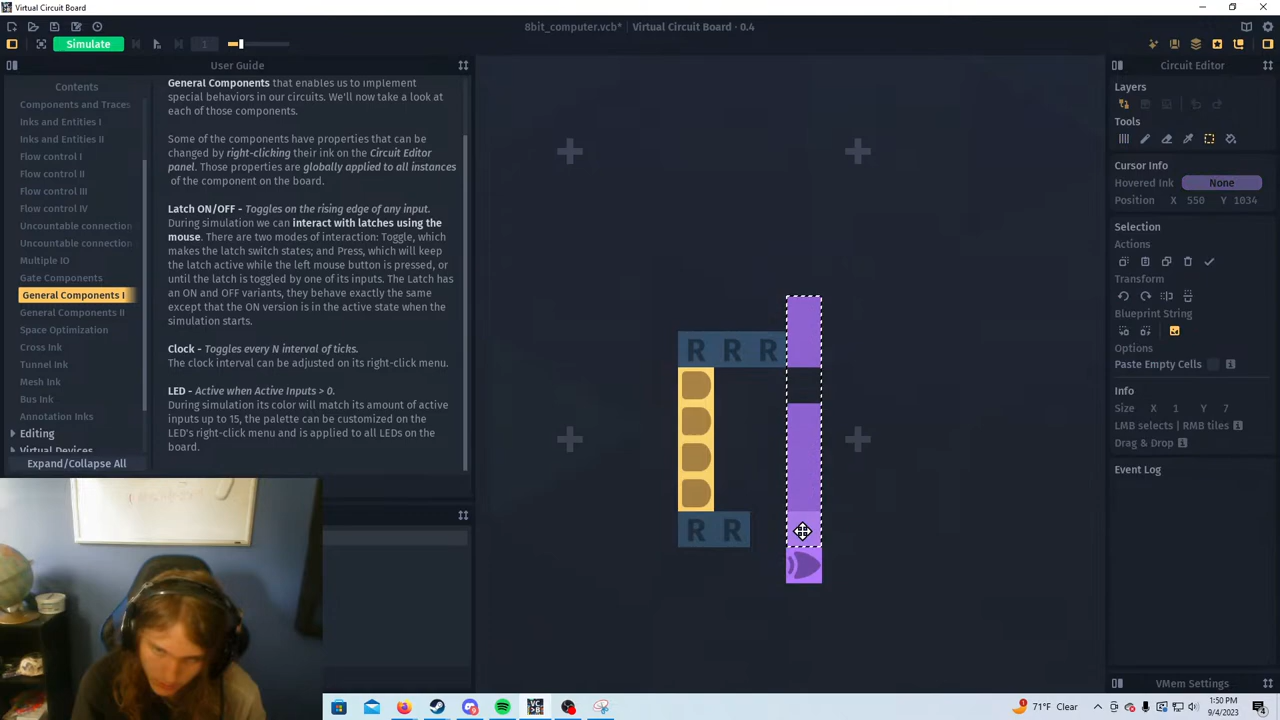 Virtual Circuit Board
8bit_computer.vcb* Virtual Circuit Board · 0.4
Simulate
1
User Guide
Contents
Components and Traces
Inks and Entities I
Inks and Entities II
Flow control I
Flow control II
Flow control III
Flow control IV
Uncountable connection
Uncountable connection
Multiple IO
Gate Components
General Components I
General Components II
Space Optimization
Cross Ink
Tunnel Ink
Mesh Ink
Bus Ink
Annotation Inks
Editing
Virtual Devices
Expand/Collapse All
General Components that enables us to implement
special behaviors in our circuits. We'll now take a look at
each of those components.
Some of the components have properties that can be
changed by right-clicking their ink on the Circuit Editor
panel. Those properties are globally applied to all instances
of the component on the board.
Latch ON/OFF - Toggles on the rising edge of any input.
During simulation we can interact with latches using the
mouse. There are two modes of interaction: Toggle, which
makes the latch switch states; and Press, which will keep
the latch active while the left mouse button is pressed, or
until the latch is toggled by one of its inputs. The Latch has
an ON and OFF variants, they behave exactly the same
except that the ON version is in the active state when the
simulation starts.
Clock - Toggles every N interval of ticks.
The clock interval can be adjusted on its right-click menu.
LED - Active when Active Inputs > 0.
During simulation its color will match its amount of active
inputs up to 15, the palette can be customized on the
LED's right-click menu and is applied to all LEDs on the
board.
R R R
R R
Circuit Editor
Layers
Tools
Cursor Info
Hovered Ink None
Position X 550 Y 1034
Selection
Actions
Transform
Blueprint String
Options
Paste Empty Cells
Info
Size X 1 Y 7
LMB selects | RMB tiles
Drag & Drop
Event Log
VMem Settings
71°F Clear
1:50 PM
9/4/2023